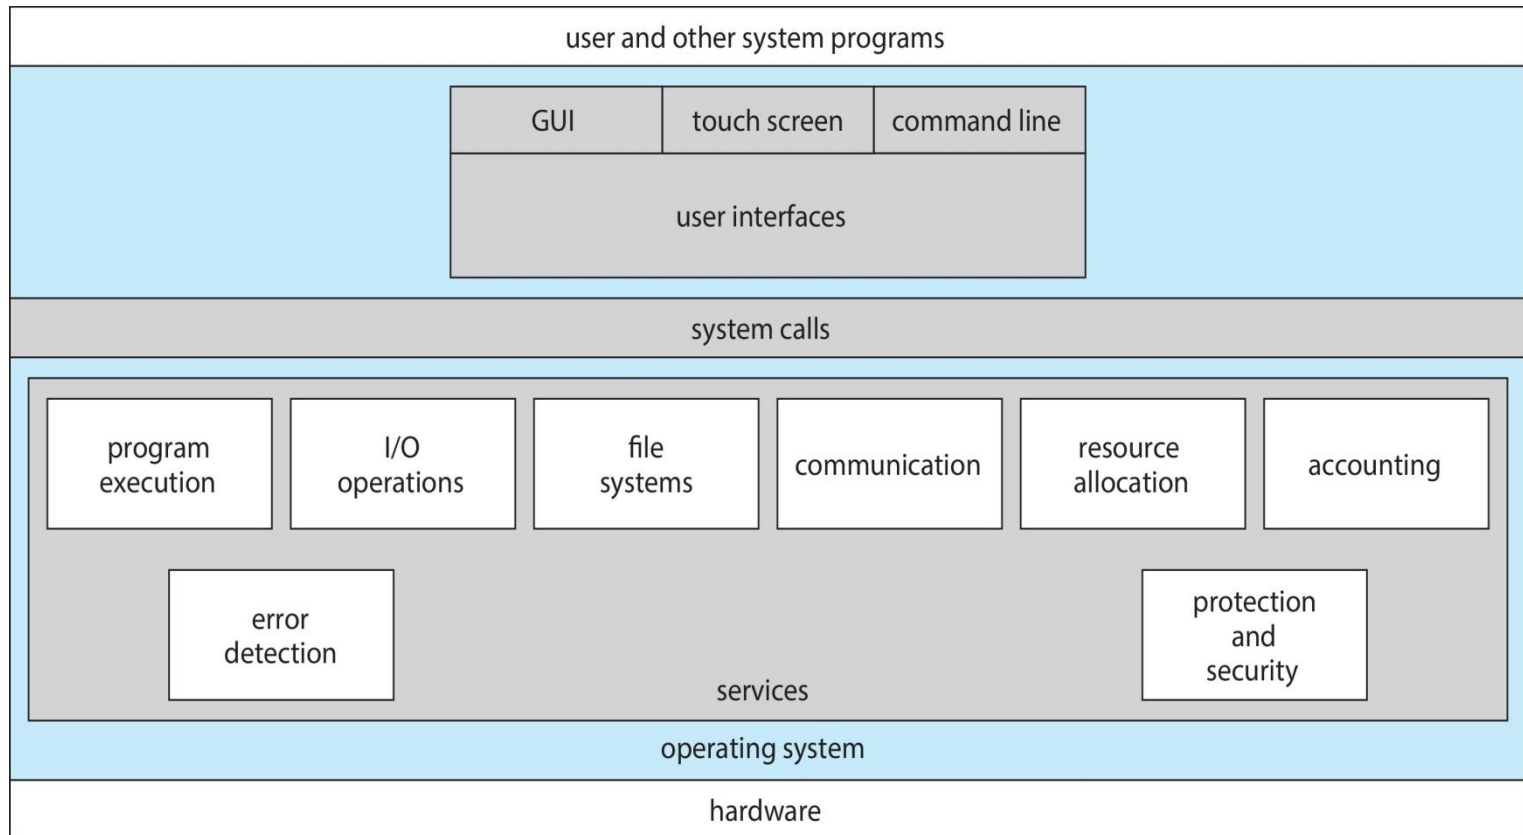 user and other system programs
GUI
touch screen
command line
user interfaces
system calls
program
execution
I/O
operations
file
systems
communication
resource
allocation
accounting
error
detection
protection
and
security
services
operating system
hardware